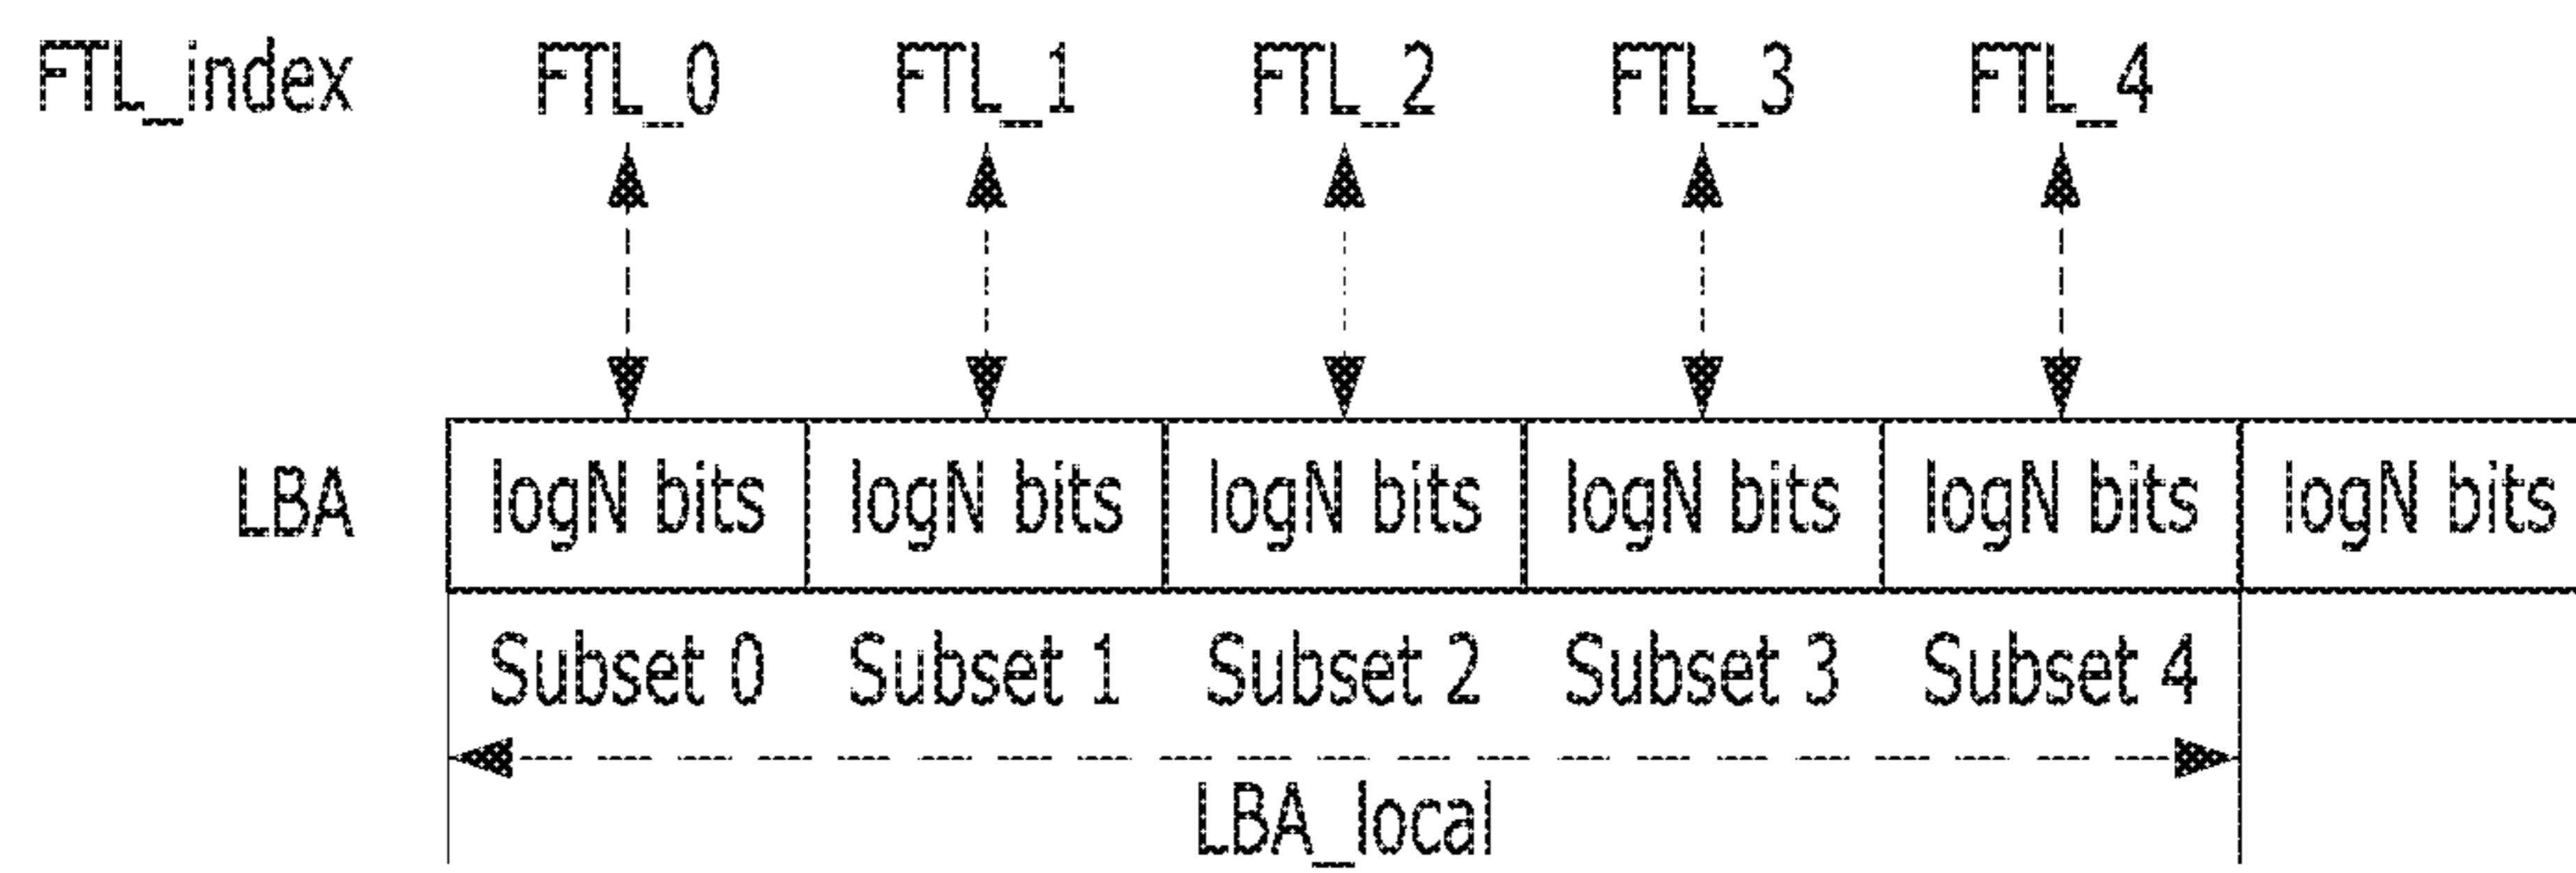 FTL_index FTL_0 FTL_1 FTL_2 FTL_3 FTL_4
LBA logN bits logN bits logN bits logN bits logN bits logN bits
Subset 0 Subset 1 Subset 2 Subset 3 Subset 4
LBA_local